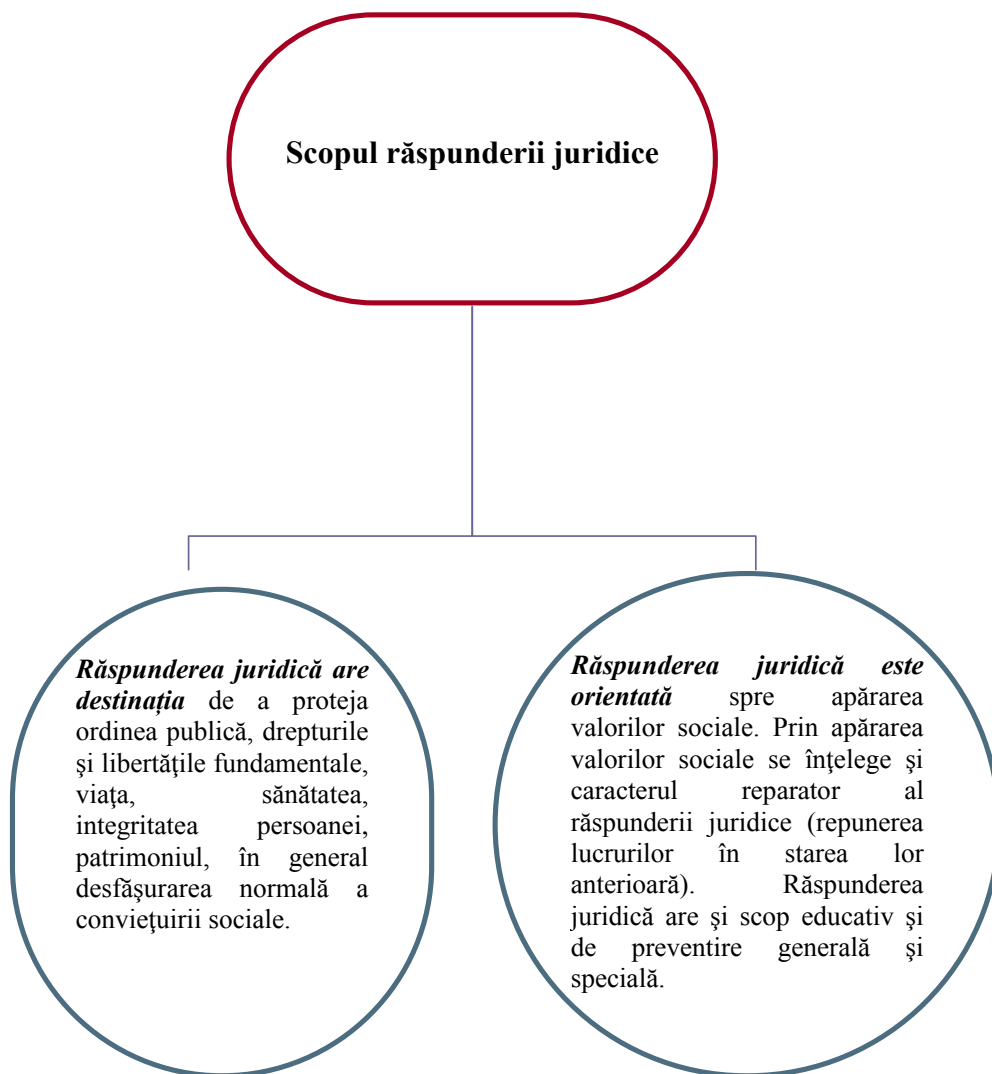 Scopul răspunderii juridice
Răspunderea juridică are
destinația de a proteja
ordinea publică, drepturile
şi libertăţile fundamentale,
viaţa, sănătatea,
integritatea persoanei,
patrimoniul, în general
desfăşurarea normală a
convieţuirii sociale.
Răspunderea juridică este
orientată spre apărarea
valorilor sociale. Prin apărarea
valorilor sociale se înţelege şi
caracterul reparator al
răspunderii juridice (repunerea
lucrurilor în starea lor
anterioară). Răspunderea
juridică are şi scop educativ şi
de preventire generală şi
specială.